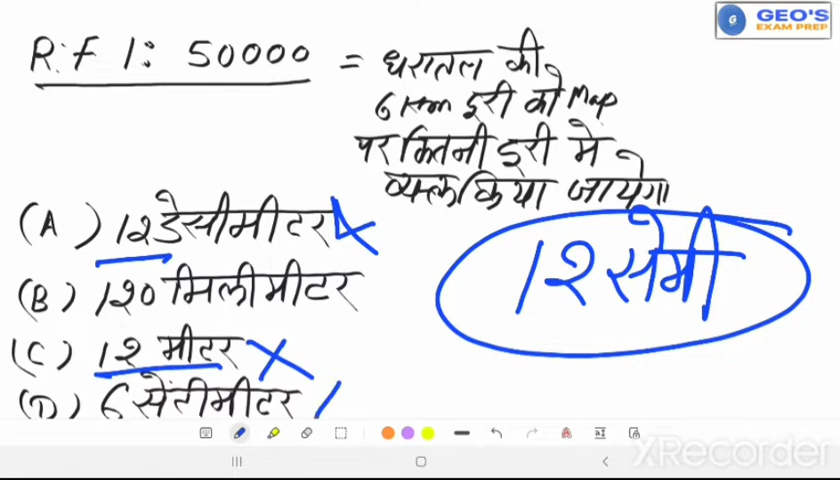 GEO'S
EXAM PREP
R.F 1: 50000 = धरातल की
6 Km दूरी को Map
पर कितनी दूरी मे
व्यक्त किया जायेगा
(A) 12 डेसीमीटर
(B) 120 मिलीमीटर
12 सेमी
(C) 12 मीटर
(D) 6 सेंटीमीटर
XRecorder